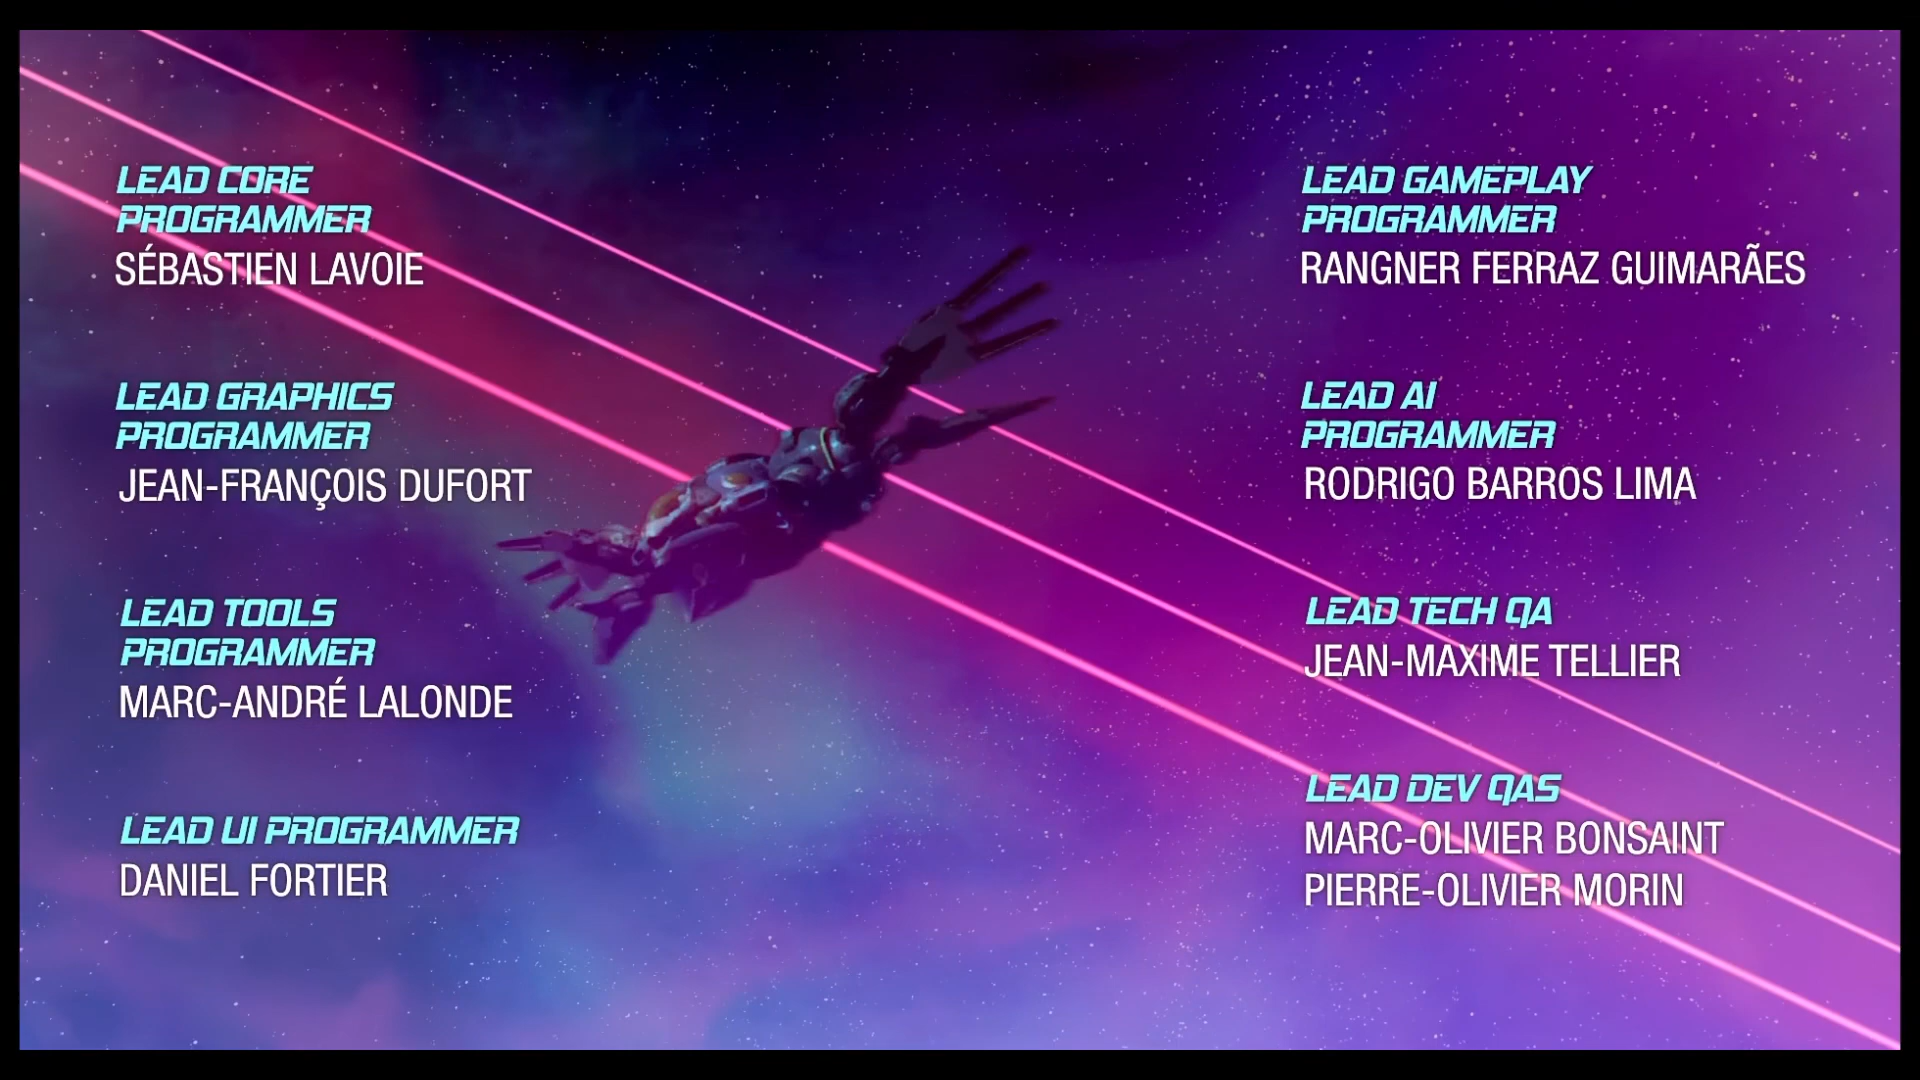 LEAD CORE
PROGRAMMER
SÉBASTIEN LAVOIE
LEAD GRAPHICS
PROGRAMMER
JEAN-FRANÇOIS DUFORT
LEAD TOOLS
PROGRAMMER
MARC-ANDRÉ LALONDE
LEAD UI PROGRAMMER
DANIEL FORTIER
LEAD GAMEPLAY
PROGRAMMER
RANGNER FERRAZ GUIMARÃES
LEAD AI
PROGRAMMER
RODRIGO BARROS LIMA
LEAD TECH QA
JEAN-MAXIME TELLIER
LEAD DEV QAS
MARC-OLIVIER BONSAINT
PIERRE-OLIVIER MORIN